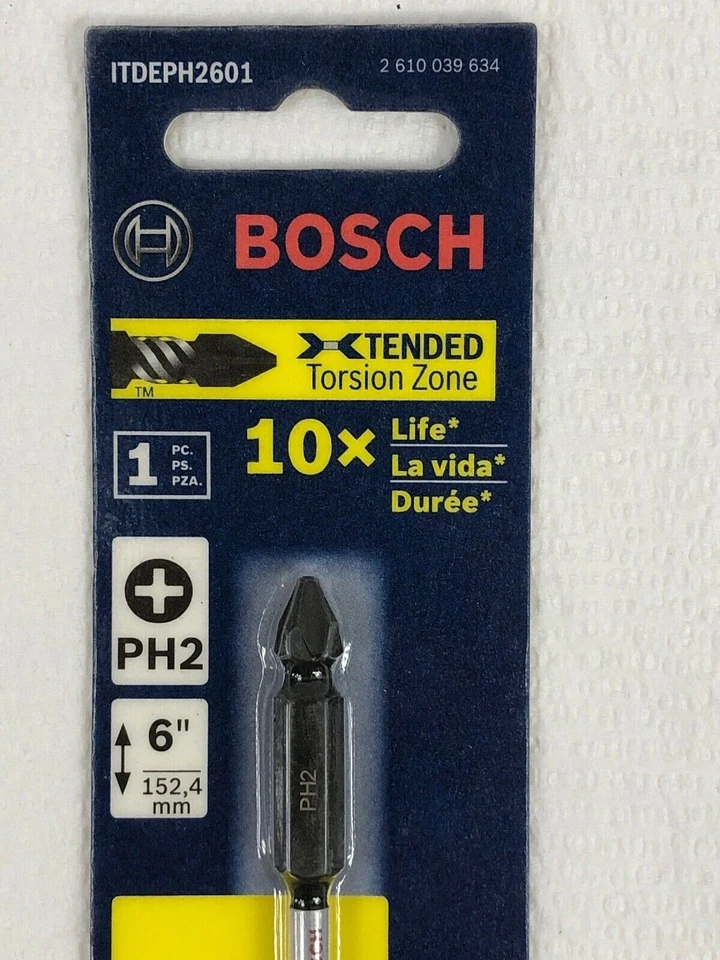 ITDEPH2601
2 610 039 634
BOSCH
XTENDED
Torsion Zone
TM
1 PC.
PS.
PZA.
10x
Life*
La vida*
Durée*
PH2
6"
152,4
mm
PH2